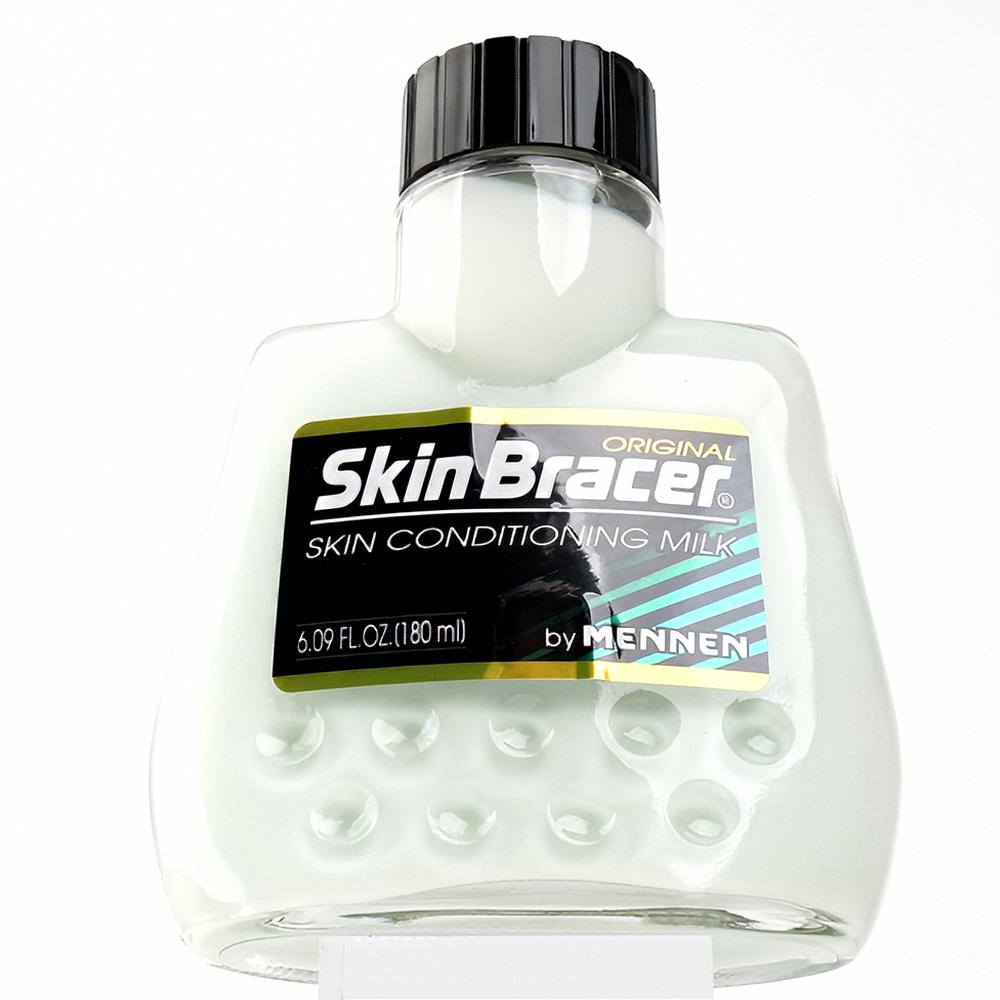 ORIGINAL
Skin Bracer®
SKIN CONDITIONING MILK
6.09 FL.OZ.(180 ml)
by MENNEN